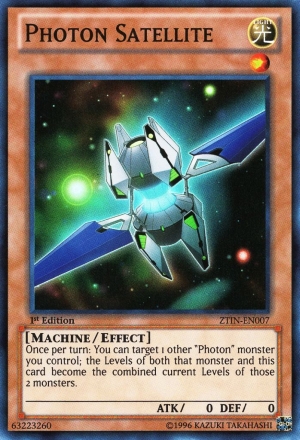 PHOTON SATELLITE
LIGHT
光
1st Edition
ZTIN-EN007
[MACHINE / EFFECT]
Once per turn: You can target 1 other "Photon" monster
you control; the Levels of both that monster and this
card become the combined current Levels of those
2 monsters.
ATK/ 0 DEF/ 0
63223260
©1996 KAZUKI TAKAHASHI